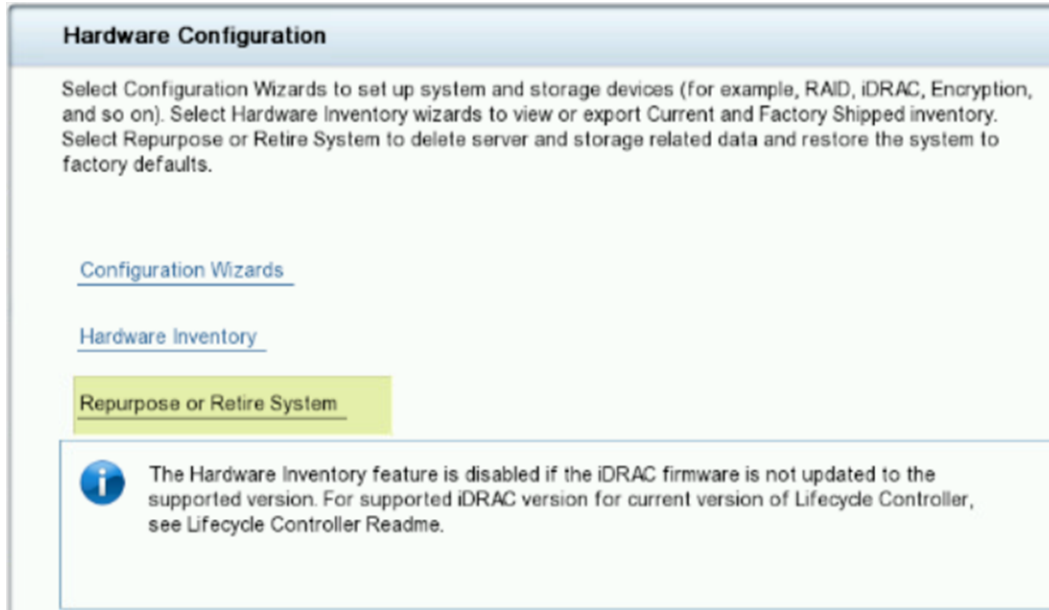 Hardware Configuration
Select Configuration Wizards to set up system and storage devices (for example, RAID, iDRAC, Encryption,
and so on). Select Hardware Inventory wizards to view or export Current and Factory Shipped inventory.
Select Repurpose or Retire System to delete server and storage related data and restore the system to
factory defaults.
Configuration Wizards
Hardware Inventory
Repurpose or Retire System
The Hardware Inventory feature is disabled if the iDRAC firmware is not updated to the
supported version. For supported iDRAC version for current version of Lifecycle Controller,
see Lifecycle Controller Readme.